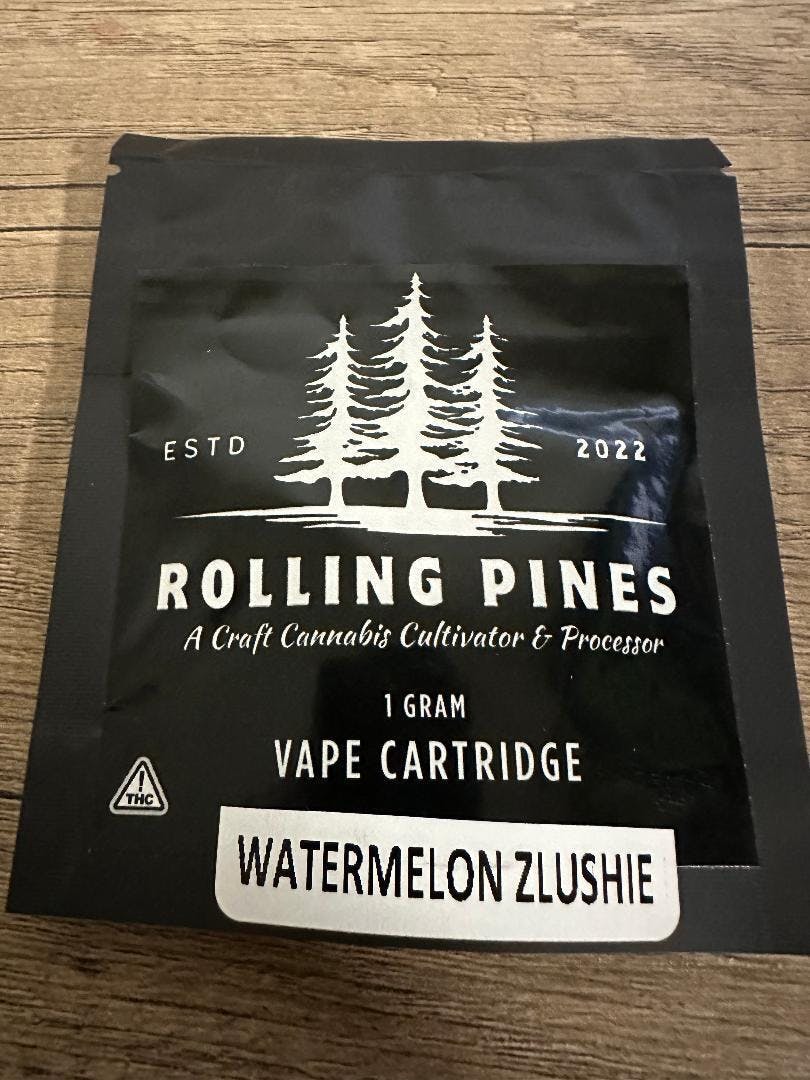 ESTD 2022
ROLLING PINES
A Craft Cannabis Cultivator & Processor
1 GRAM
VAPE CARTRIDGE
!
THC
WATERMELON ZLUSHIE